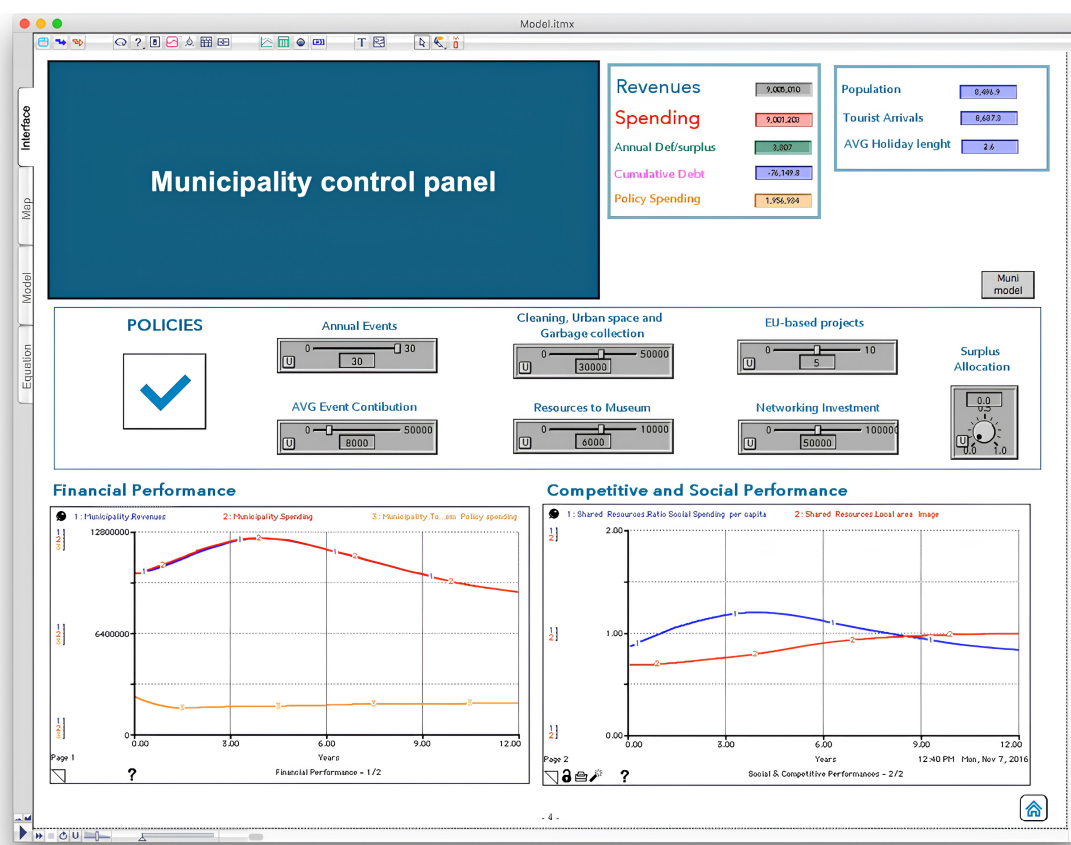 Model.itmx
Interface
Map
Model
Equation
Municipality control panel
Revenues 9,005,010
Spending 9,001,203
Annual Def/surplus 3,807
Cumulative Debt -76,149.8
Policy Spending 1,956,934
Population 8,496.9
Tourist Arrivals 8,687.3
AVG Holiday lenght 2.6
Muni
model
POLICIES
Annual Events
0 30
30
U
Cleaning, Urban space and
Garbage collection
0 50000
30000
U
EU-based projects
0 10
5
U
Surplus
Allocation
0.0
0.5
U
0.0 1.0
AVG Event Contibution
0 50000
8000
U
Resources to Museum
0 10000
6000
U
Networking Investment
0 100000
50000
U
Financial Performance
1: Municipality.Revenues 2: Municipality.Spending 3: Municipality.To...sm Policy spending
12800000
6400000
0
0.00 3.00 6.00 9.00 12.00
Page 1 Years
Financial Performance - 1/2
?
Competitive and Social Performance
1: Shared Resources.Ratio Social Spending per capita 2: Shared Resources.Local area Image
2.00
1.00
0.00
0.00 3.00 6.00 9.00 12.00
Page 2 Years 12:40 PM Mon, Nov 7, 2016
Social & Competitive Performances - 2/2
?
- 4 -
U